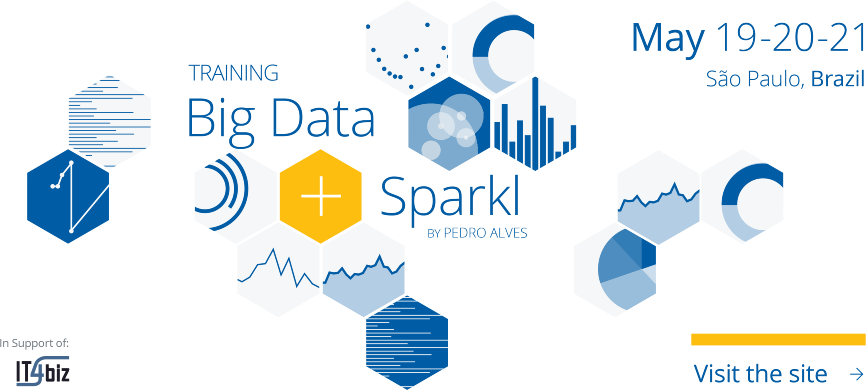 May 19-20-21
São Paulo, Brazil
TRAINING
Big Data
+
Sparkl
BY PEDRO ALVES
In Support of:
IT4biz
Visit the site →